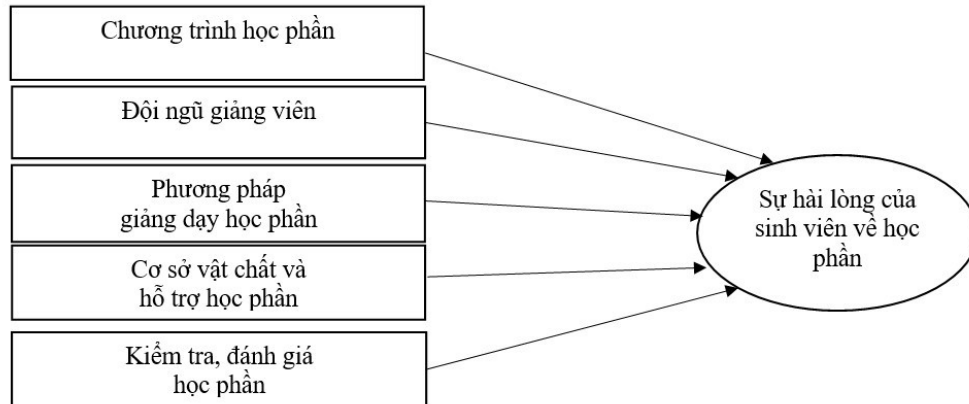 Chương trình học phần
Đội ngũ giảng viên
Phương pháp
giảng dạy học phần
Cơ sở vật chất và
hỗ trợ học phần
Kiểm tra, đánh giá
học phần
Sự hài lòng của
sinh viên về học
phần